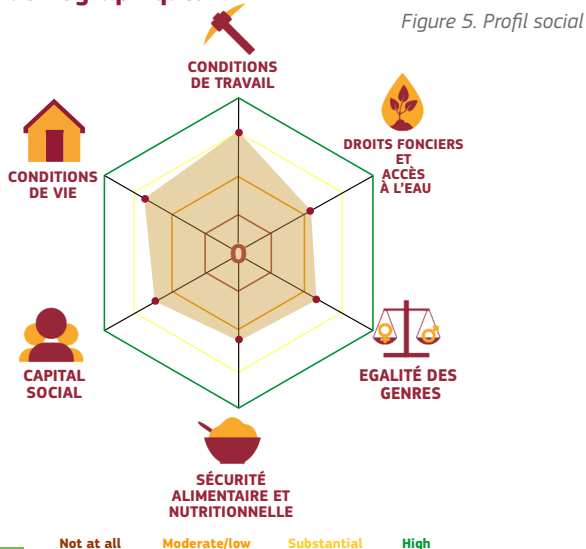 Figure 5. Profil social
CONDITIONS
DE TRAVAIL
DROITS FONCIERS
ET
ACCÈS
À L'EAU
EGALITÉ DES
GENRES
SÉCURITÉ
ALIMENTAIRE ET
NUTRITIONNELLE
CAPITAL
SOCIAL
CONDITIONS
DE VIE
0
Not at all Moderate/low Substantial High